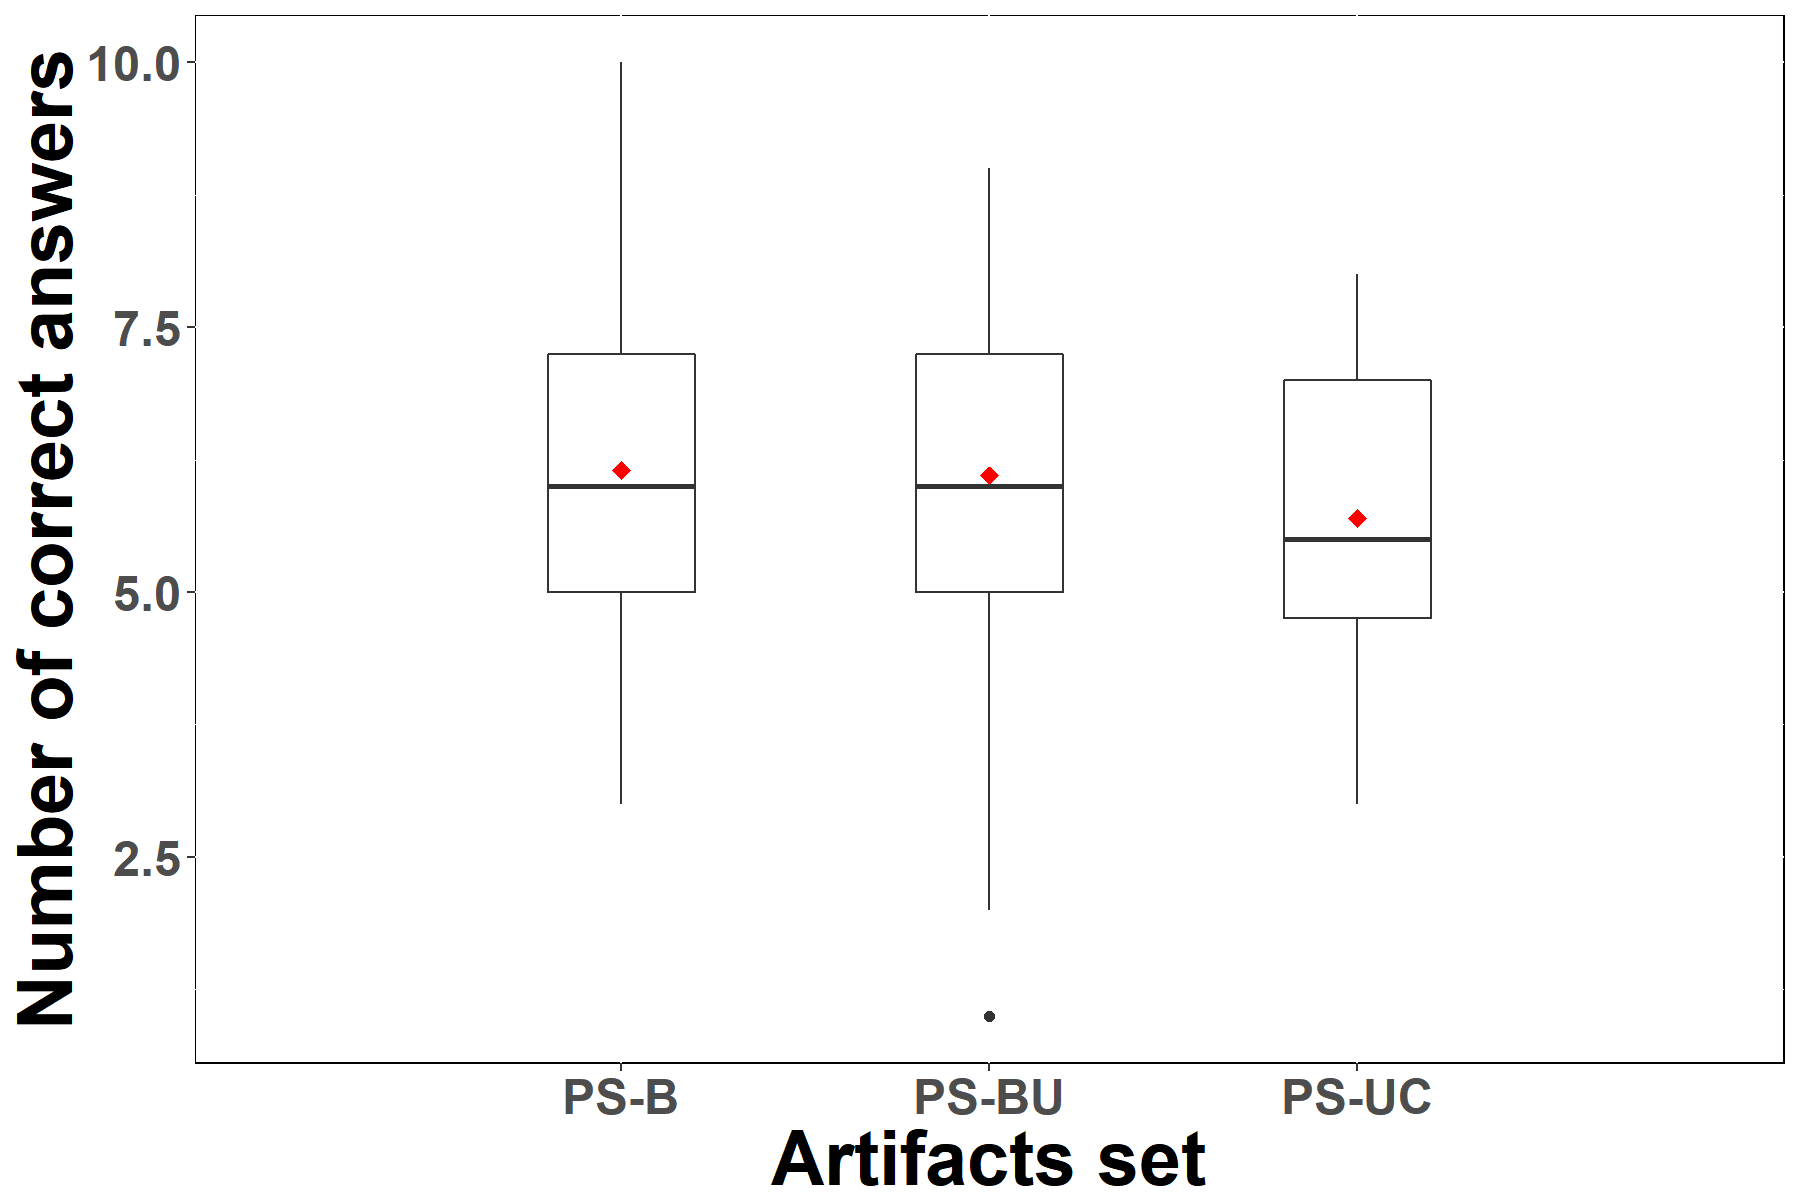 Number of correct answers
10.0
7.5
5.0
2.5
PS-B PS-BU PS-UC
Artifacts set